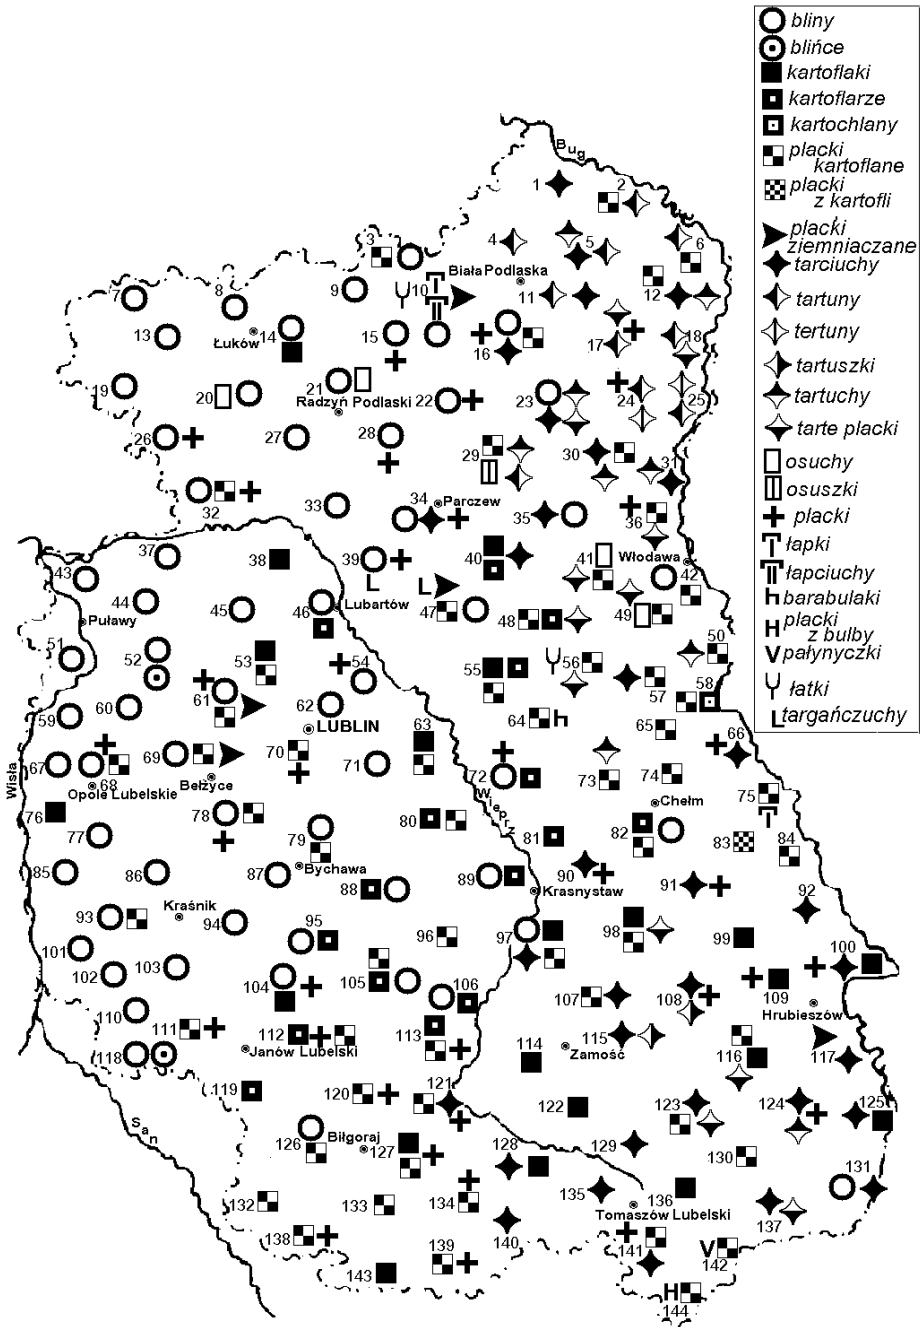 bliny
blińce
kartoflaki
kartoflarze
kartochlany
placki
kartoflane
placki
z kartofli
placki
ziemniaczane
tarciuchy
tartuny
tertuny
tartuszki
tartuchy
tarte placki
osuchy
osuszki
placki
łapki
łapciuchy
barabulaki
placki
z bulby
pałynyczki
łatki
targańczuchy
Bug
1 2
3 4 5 6
Biała Podlaska
7 8 9 10 11 12
13 Łuków 14 15 16 17 18
19 20 21 22 23 24 25
Radzyń Podlaski
26 27 28 29 30 31
32 33 34 Parczew 35 36
37 38 39 40 41 Włodawa 42
43 44 45 46 Lubartów 47 48 49
Puławy
50 51 52 53 54 55 56 57 58
59 60 61 62 LUBLIN 63 64 65 66
67 68 69 70 71 72 73 74 75
Opole Lubelskie Bełżyce
Wisła
Wieprz
Chełm
76 77 78 79 80 81 82 83 84
Bychawa
85 86 87 88 89 90 91 92
Krasnystaw
Kraśnik
93 94 95 96 97 98 99 100
101 102 103 104 105 106 107 108 109
Hrubieszów
110 111 112 113 114 115 116 117
Janów Lubelski Zamość
118 119 120 121 122 123 124 125
San
Biłgoraj
126 127 128 129 130 131
132 133 134 135 136 137
Tomaszów Lubelski
138 139 140 141 142
143 144